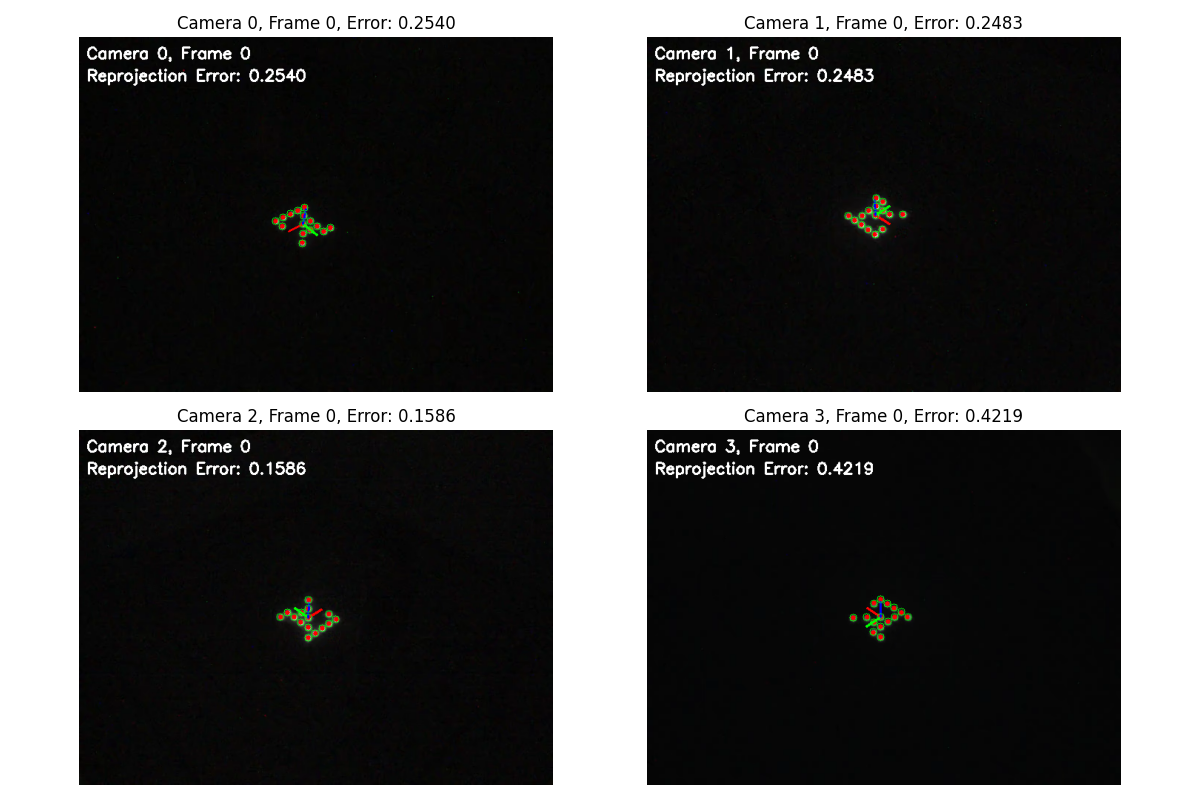 Camera 0, Frame 0, Error: 0.2540
Camera 0, Frame 0
Reprojection Error: 0.2540
Camera 1, Frame 0, Error: 0.2483
Camera 1, Frame 0
Reprojection Error: 0.2483
Camera 2, Frame 0, Error: 0.1586
Camera 2, Frame 0
Reprojection Error: 0.1586
Camera 3, Frame 0, Error: 0.4219
Camera 3, Frame 0
Reprojection Error: 0.4219